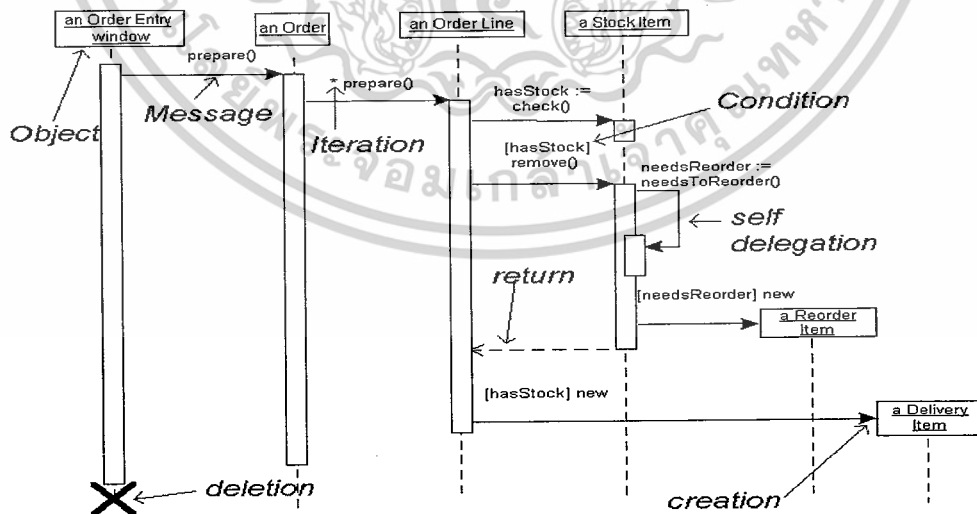 an Order Entry
window
an Order
an Order Line
a Stock Item
prepare()
Message
Object
* prepare()
Iteration
hasStock :=
check()
Condition
[hasStock]
remove()
needsReorder :=
needsToReorder()
self
delegation
return
[needsReorder] new
a Reorder
Item
[hasStock] new
a Delivery
Item
deletion
creation